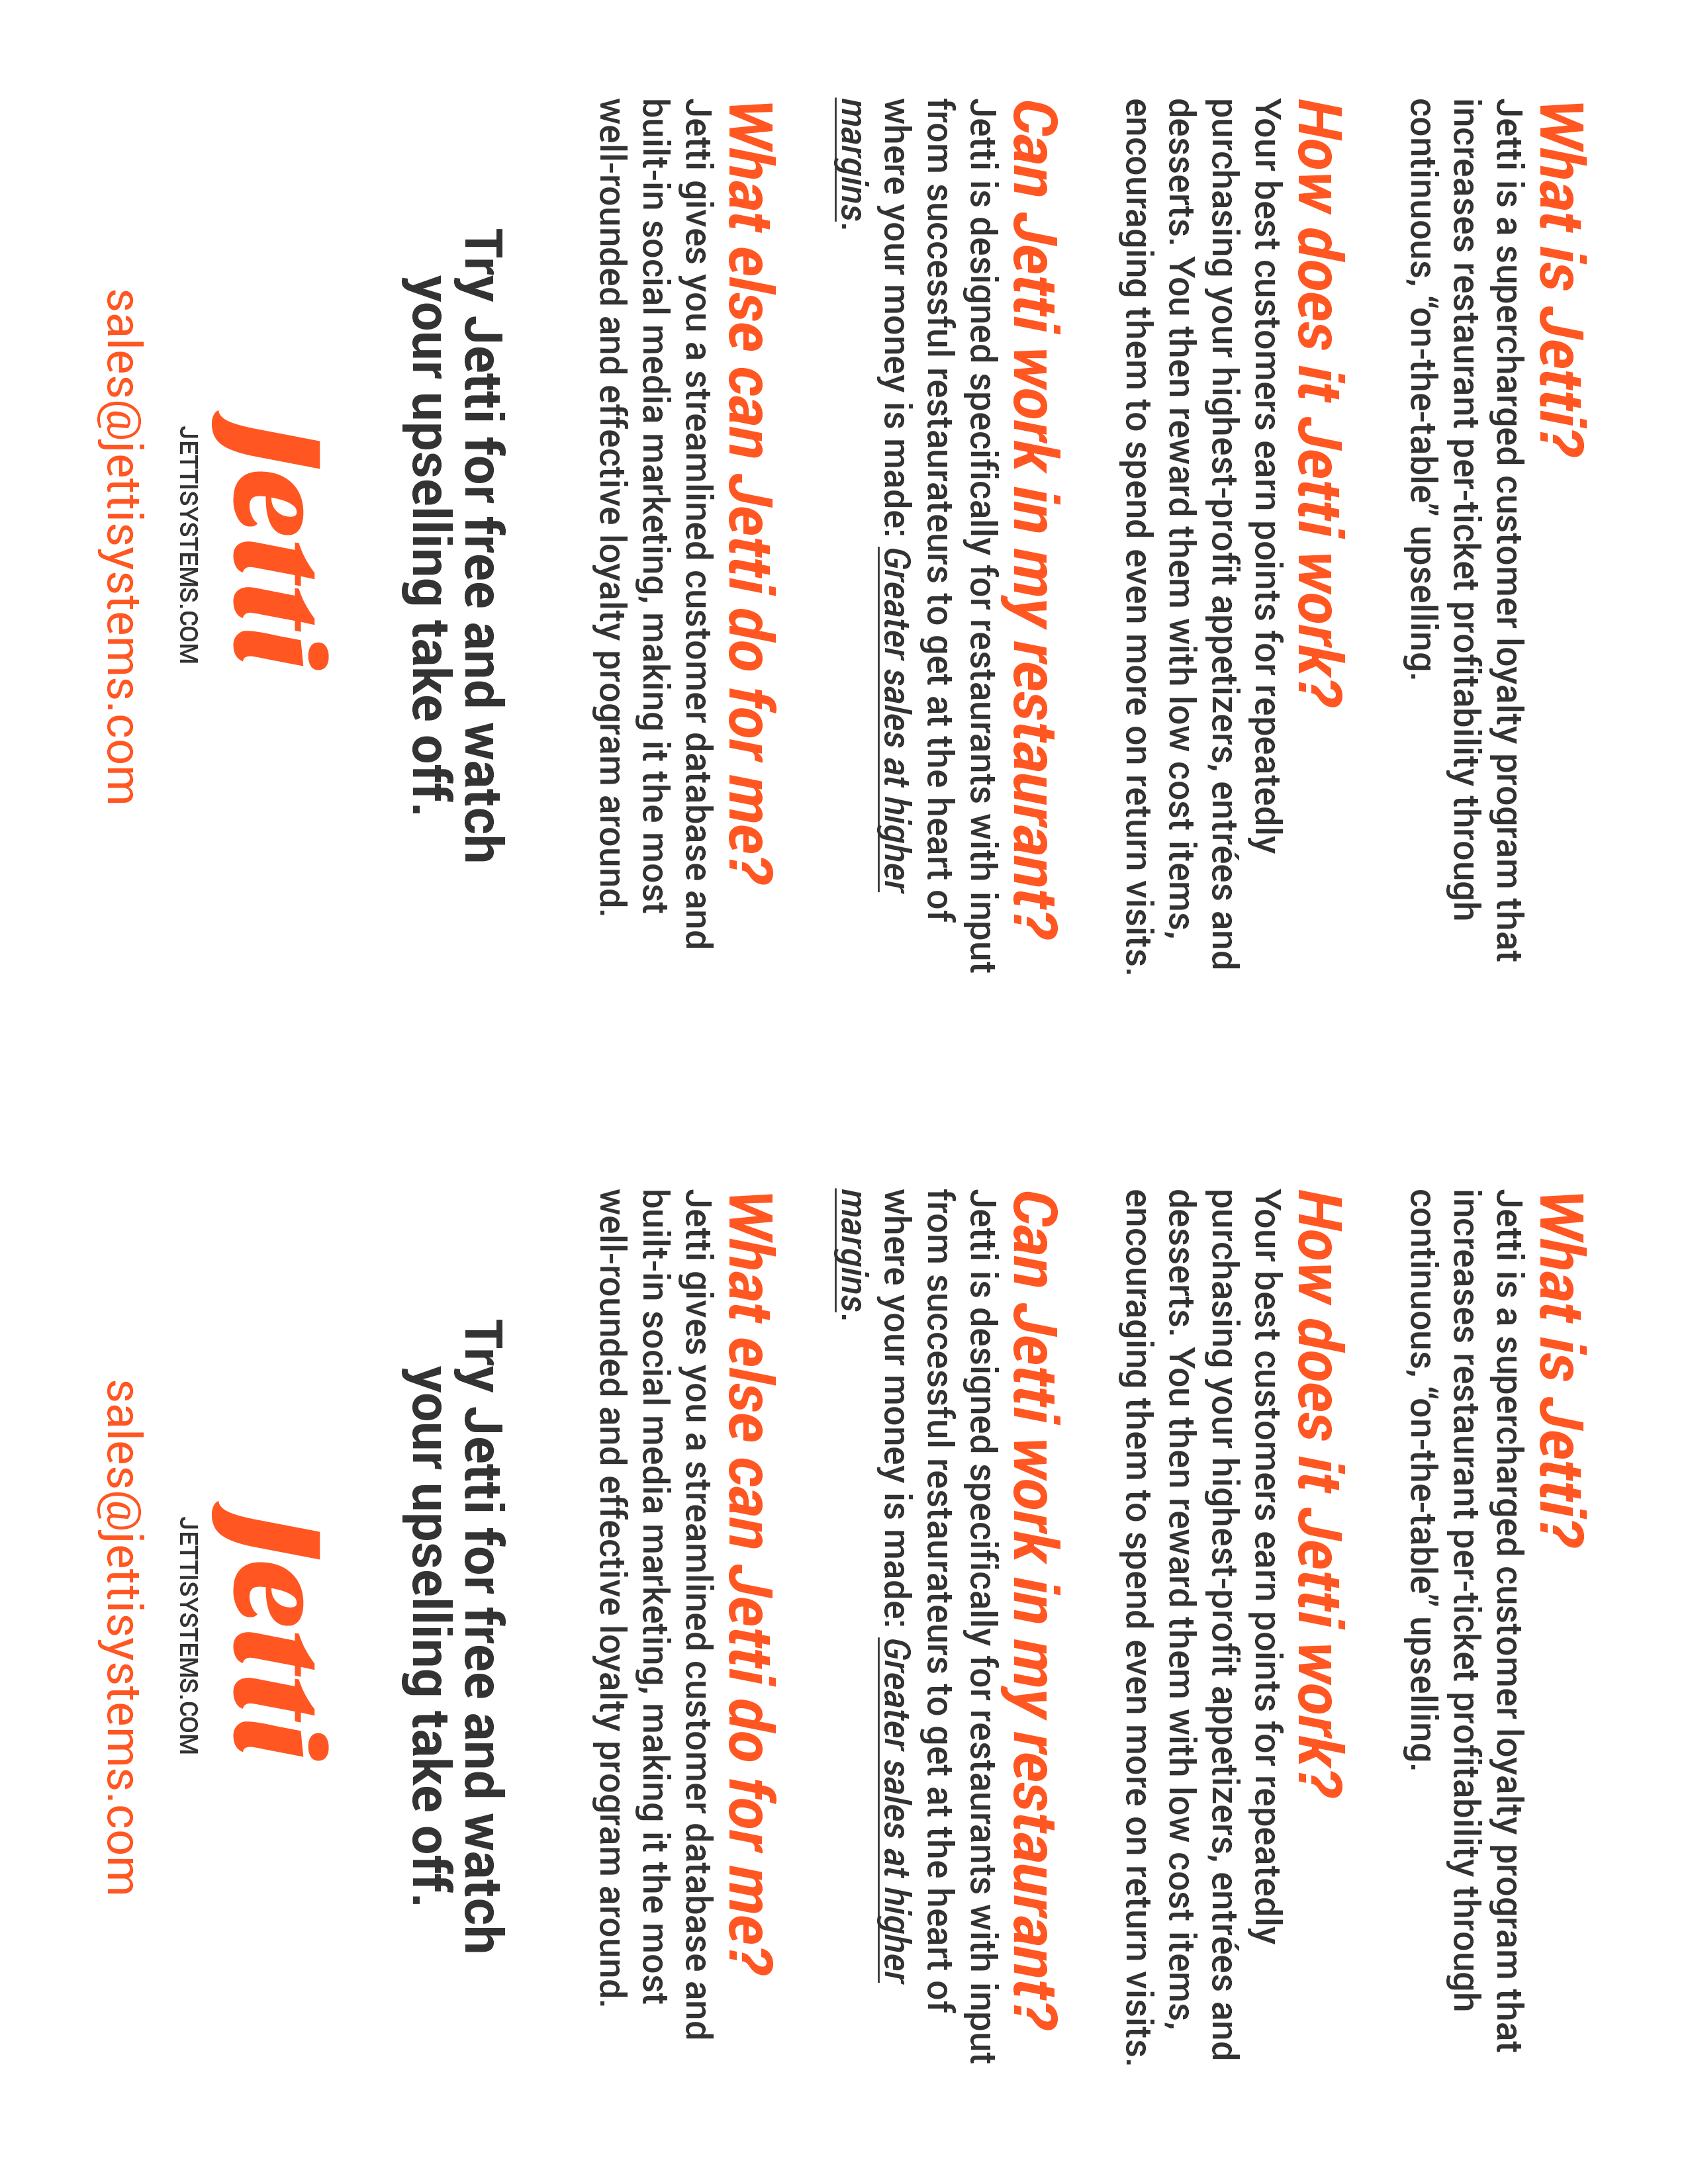 What is Jetti?
Jetti is a supercharged customer loyalty program that
increases restaurant per-ticket profitability through
continuous, “on-the-table” upselling.
How does it Jetti work?
Your best customers earn points for repeatedly
purchasing your highest-profit appetizers, entrées and
desserts. You then reward them with low cost items,
encouraging them to spend even more on return visits.
Can Jetti work in my restaurant?
Jetti is designed specifically for restaurants with input
from successful restaurateurs to get at the heart of
where your money is made: Greater sales at higher
margins.
What else can Jetti do for me?
Jetti gives you a streamlined customer database and
built-in social media marketing, making it the most
well-rounded and effective loyalty program around.
Try Jetti for free and watch
your upselling take off.
Jetti
JETTISYSTEMS.COM
sales@jettisystems.com
What is Jetti?
Jetti is a supercharged customer loyalty program that
increases restaurant per-ticket profitability through
continuous, “on-the-table” upselling.
How does it Jetti work?
Your best customers earn points for repeatedly
purchasing your highest-profit appetizers, entrées and
desserts. You then reward them with low cost items,
encouraging them to spend even more on return visits.
Can Jetti work in my restaurant?
Jetti is designed specifically for restaurants with input
from successful restaurateurs to get at the heart of
where your money is made: Greater sales at higher
margins.
What else can Jetti do for me?
Jetti gives you a streamlined customer database and
built-in social media marketing, making it the most
well-rounded and effective loyalty program around.
Try Jetti for free and watch
your upselling take off.
Jetti
JETTISYSTEMS.COM
sales@jettisystems.com